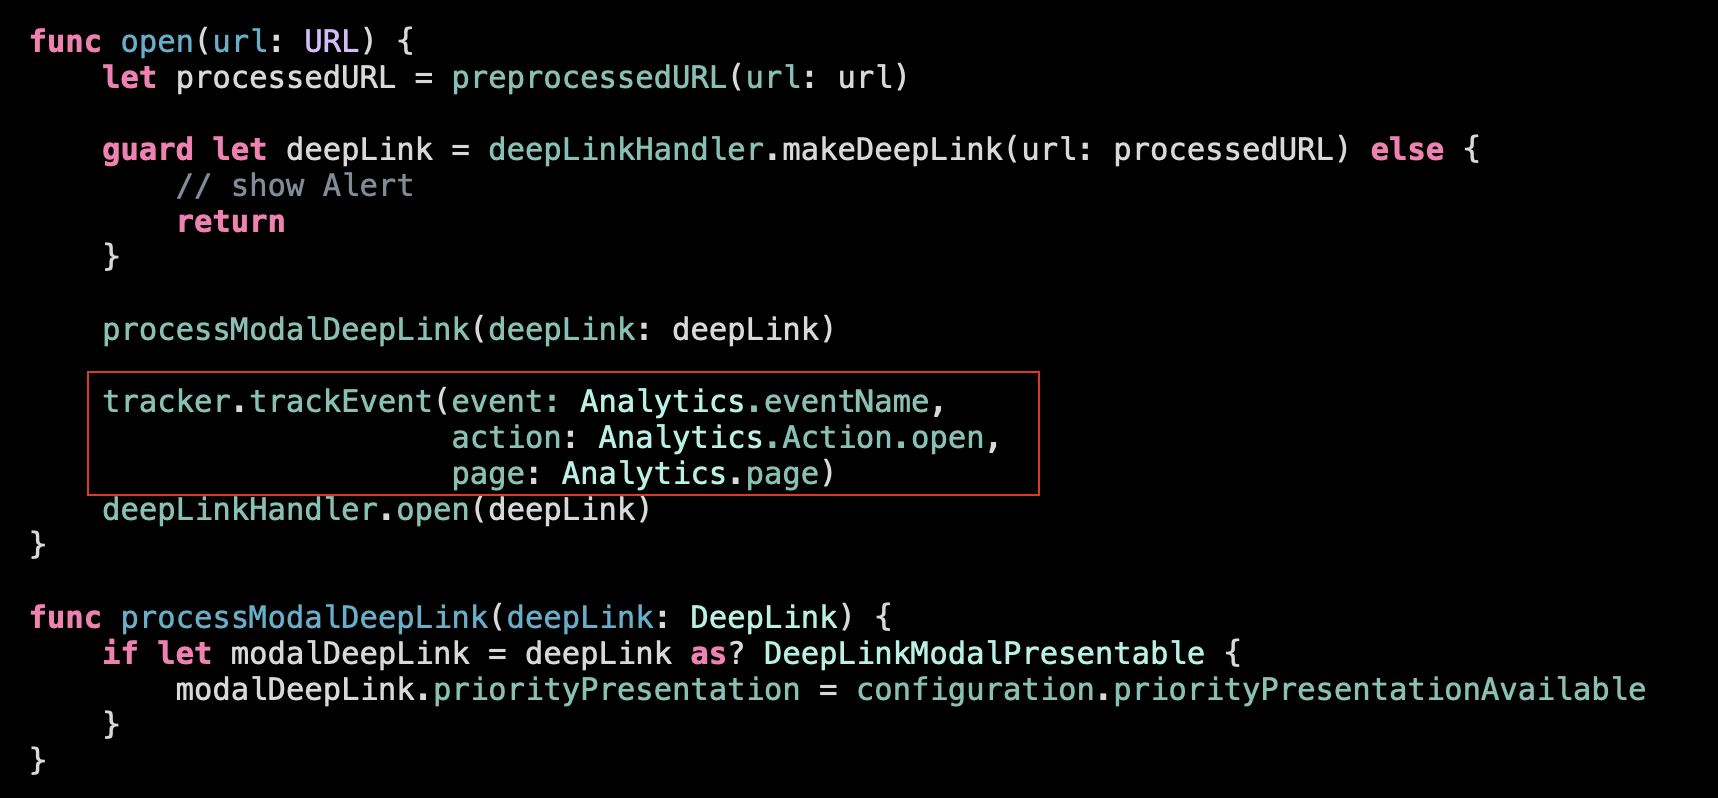 func open(url: URL) {
    let processedURL = preprocessedURL(url: url)

    guard let deepLink = deepLinkHandler.makeDeepLink(url: processedURL) else {
        // show Alert
        return
    }

    processModalDeepLink(deepLink: deepLink)

    tracker.trackEvent(event: Analytics.eventName,
                       action: Analytics.Action.open,
                       page: Analytics.page)
    deepLinkHandler.open(deepLink)
}

func processModalDeepLink(deepLink: DeepLink) {
    if let modalDeepLink = deepLink as? DeepLinkModalPresentable {
        modalDeepLink.priorityPresentation = configuration.priorityPresentationAvailable
    }
}